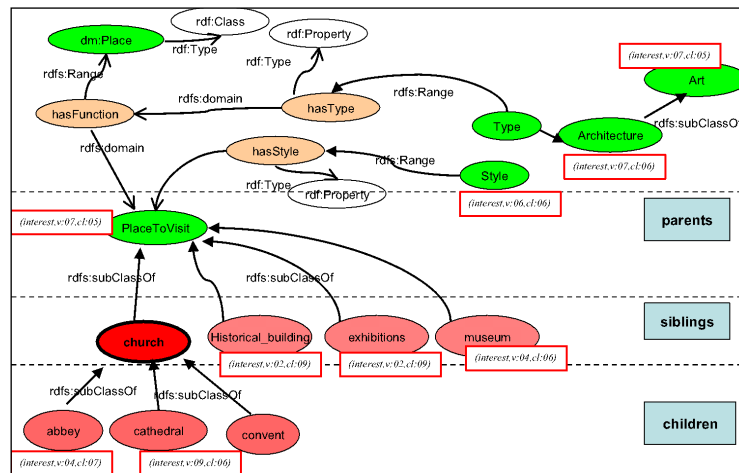 rdf:Class
dm:Place
rdf:Type
rdf:Property
(interest,v:07,cl:05)
rdf:Type
Art
rdfs:Range
hasFunction
rdfs:domain
hasType
rdfs:Range
Type
Architecture
rdfs:subClassOf
rdfs:domain
hasStyle
rdfs:Range
(interest,v:07,cl:06)
rdf:Type
Style
rdf:Property
(interest,v:06,cl:06)
(interest,v:07,cl:05)
PlaceToVisit
parents
rdfs:subClassOf
rdfs:subClassOf
siblings
church
Historical_building
exhibitions
museum
(interest,v:02,cl:09)
(interest,v:02,cl:09)
(interest,v:04,cl:06)
rdfs:subClassOf
rdfs:subClassOf
abbey
cathedral
convent
children
(interest,v:04,cl:07)
(interest,v:09,cl:06)